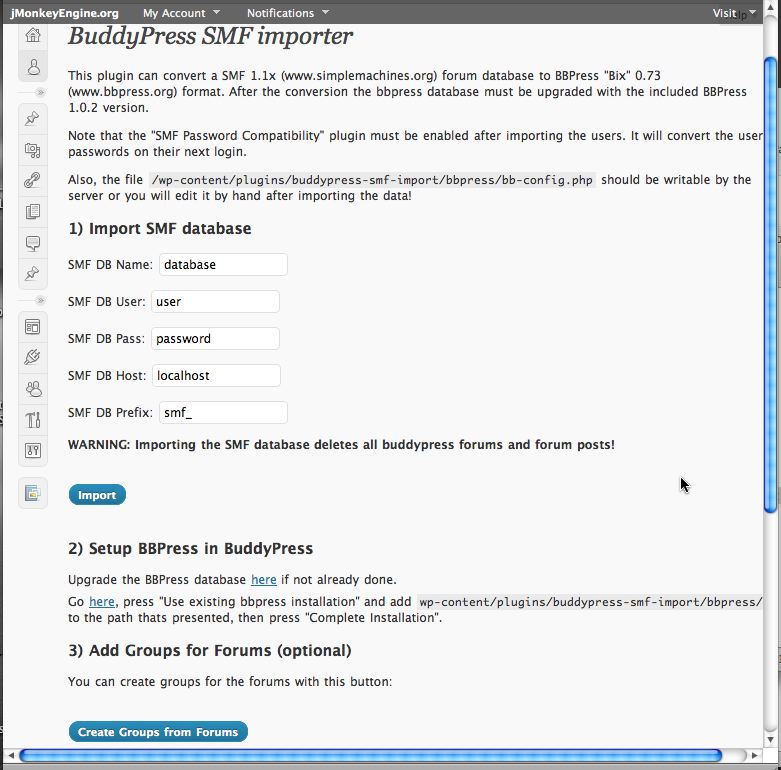 jMonkeyEngine.org My Account Notifications Visit
BuddyPress SMF importer
This plugin can convert a SMF 1.1x (www.simplemachines.org) forum database to BBPress "Bix" 0.73
(www.bbpress.org) format. After the conversion the bbpress database must be upgraded with the included BBPress
1.0.2 version.
Note that the "SMF Password Compatibility" plugin must be enabled after importing the users. It will convert the user
passwords on their next login.
Also, the file /wp-content/plugins/buddypress-smf-import/bbpress/bb-config.php should be writable by the
server or you will edit it by hand after importing the data!
1) Import SMF database
SMF DB Name: database
SMF DB User: user
SMF DB Pass: password
SMF DB Host: localhost
SMF DB Prefix: smf_
WARNING: Importing the SMF database deletes all buddypress forums and forum posts!
Import
2) Setup BBPress in BuddyPress
Upgrade the BBPress database here if not already done.
Go here, press "Use existing bbpress installation" and add wp-content/plugins/buddypress-smf-import/bbpress/
to the path thats presented, then press "Complete Installation".
3) Add Groups for Forums (optional)
You can create groups for the forums with this button:
Create Groups from Forums